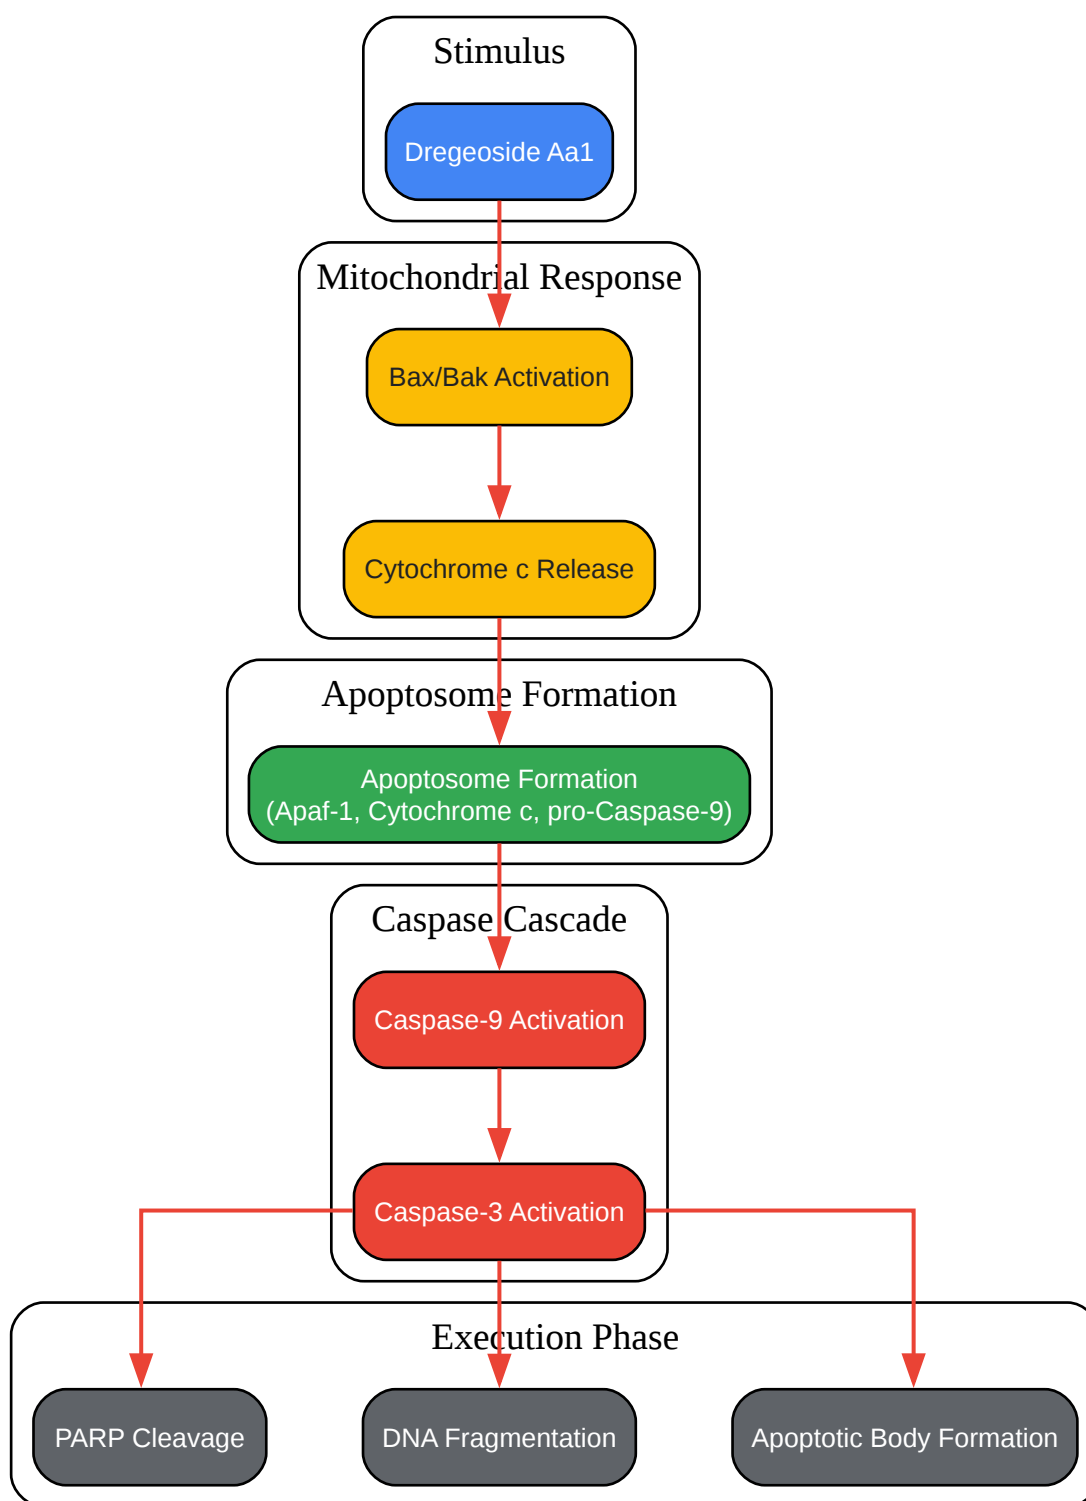 Stimulus
Dregeoside Aa1
Mitochondrial Response
Bax/Bak Activation
Cytochrome c Release
Apoptosome Formation
Apoptosome Formation
(Apaf-1, Cytochrome c, pro-Caspase-9)
Caspase Cascade
Caspase-9 Activation
Caspase-3 Activation
Execution Phase
PARP Cleavage
DNA Fragmentation
Apoptotic Body Formation